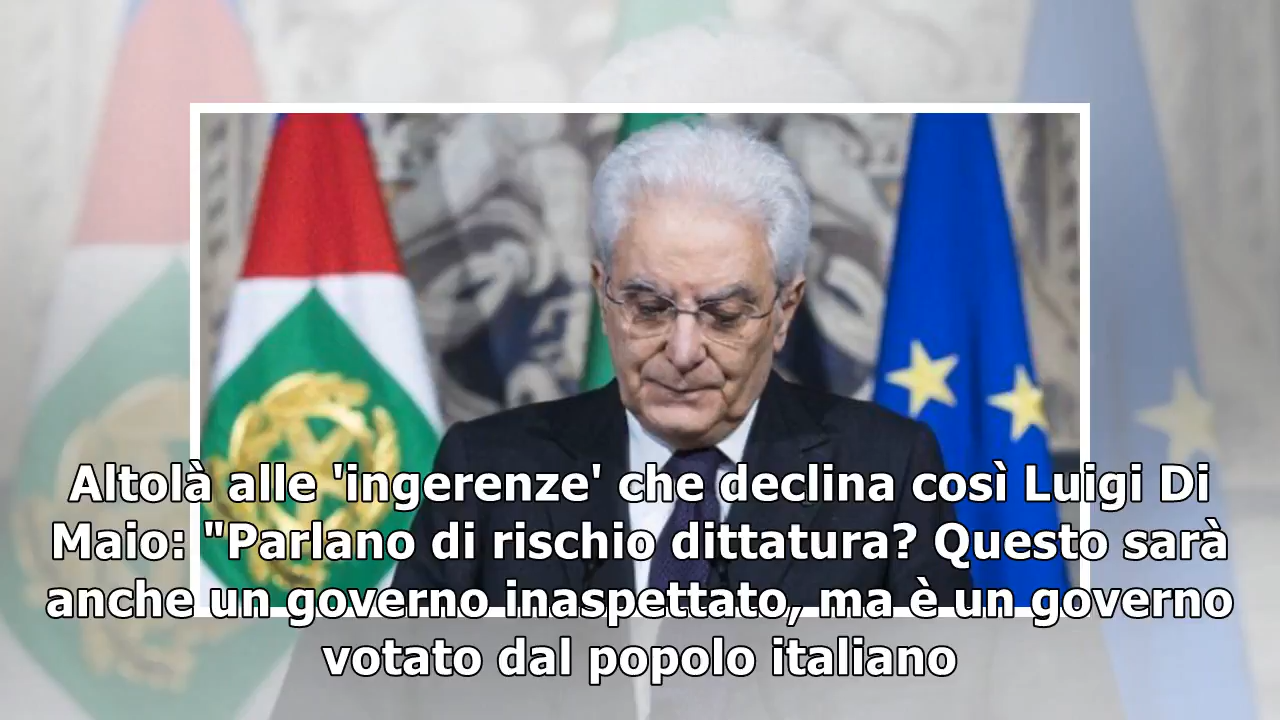 Altolà alle 'ingerenze' che declina così Luigi Di
Maio: "Parlano di rischio dittatura? Questo sarà
anche un governo inaspettato, ma è un governo
votato dal popolo italiano